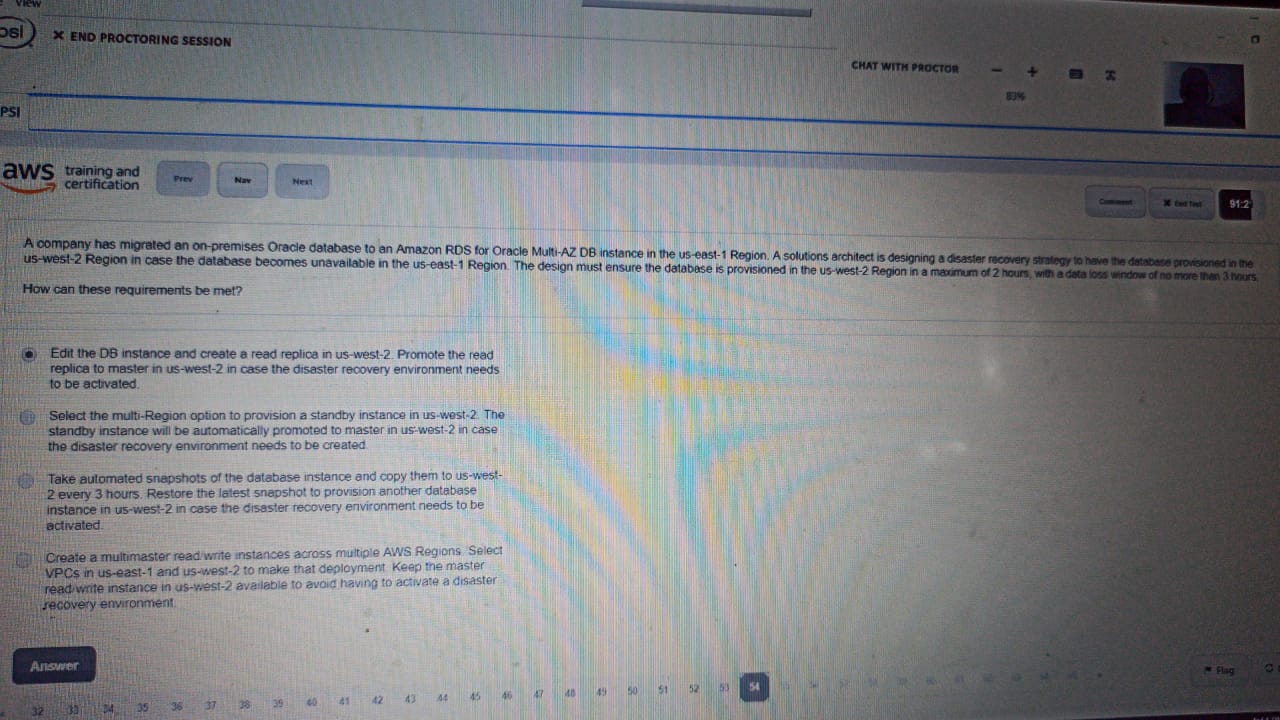 View
psi
X END PROCTORING SESSION
CHAT WITH PROCTOR
83%
PSI
aws training and
certification
Prev
Nav
Next
Comment
End Test
91:2
A company has migrated an on-premises Oracle database to an Amazon RDS for Oracle Multi-AZ DB instance in the us-east-1 Region. A solutions architect is designing a disaster recovery strategy to have the database provisioned in the
us-west-2 Region in case the database becomes unavailable in the us-east-1 Region. The design must ensure the database is provisioned in the us-west-2 Region in a maximum of 2 hours, with a data loss window of no more than 3 hours.
How can these requirements be met?
Edit the DB instance and create a read replica in us-west-2. Promote the read
replica to master in us-west-2 in case the disaster recovery environment needs
to be activated.
Select the multi-Region option to provision a standby instance in us-west-2. The
standby instance will be automatically promoted to master in us-west-2 in case
the disaster recovery environment needs to be created.
Take automated snapshots of the database instance and copy them to us-west-
2 every 3 hours. Restore the latest snapshot to provision another database
instance in us-west-2 in case the disaster recovery environment needs to be
activated.
Create a multimaster read/write instances across multiple AWS Regions. Select
VPCs in us-east-1 and us-west-2 to make that deployment. Keep the master
read/write instance in us-west-2 available to avoid having to activate a disaster
recovery environment.
Answer
Flag
32 33 34 35 36 37 38 39 40 41 42 43 44 45 46 47 48 49 50 51 52 53 54